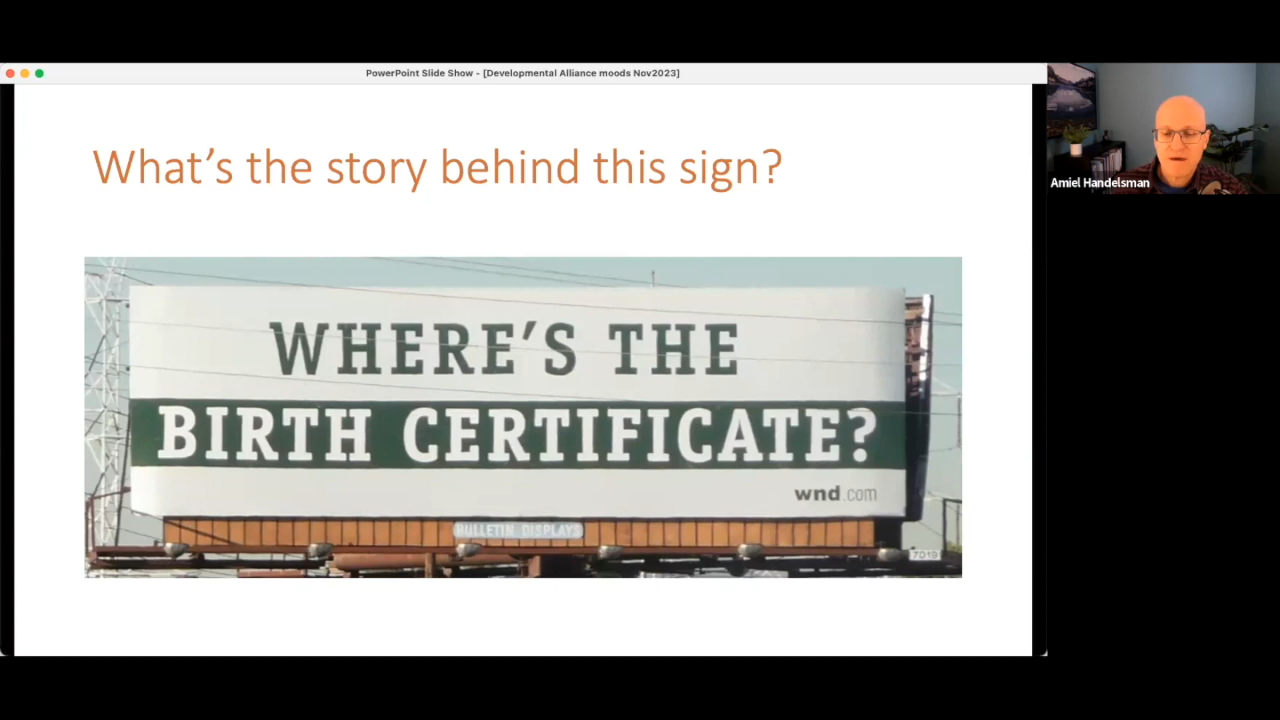 PowerPoint Slide Show - [Developmental Alliance moods Nov2023]
What's the story behind this sign?
WHERE'S THE
BIRTH CERTIFICATE?
wnd.com
BULLETIN DISPLAYS
7019
Amiel Handelsman